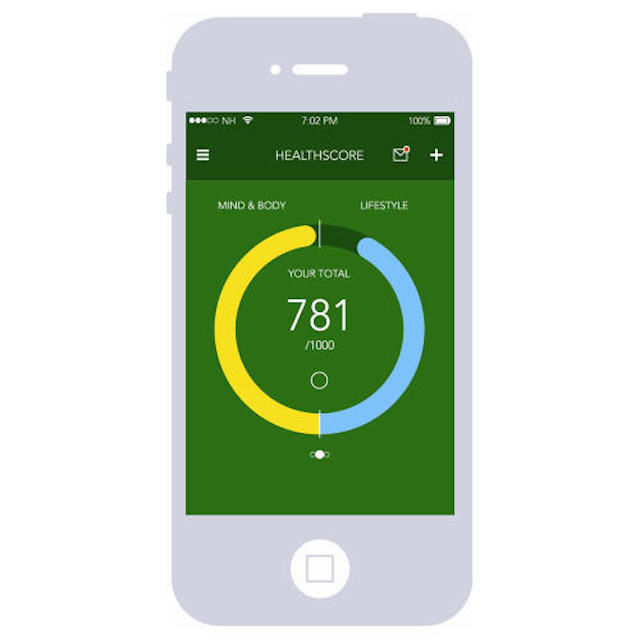 NH 7:02 PM 100%
HEALTHSCORE
MIND & BODY LIFESTYLE
YOUR TOTAL
781
/1000